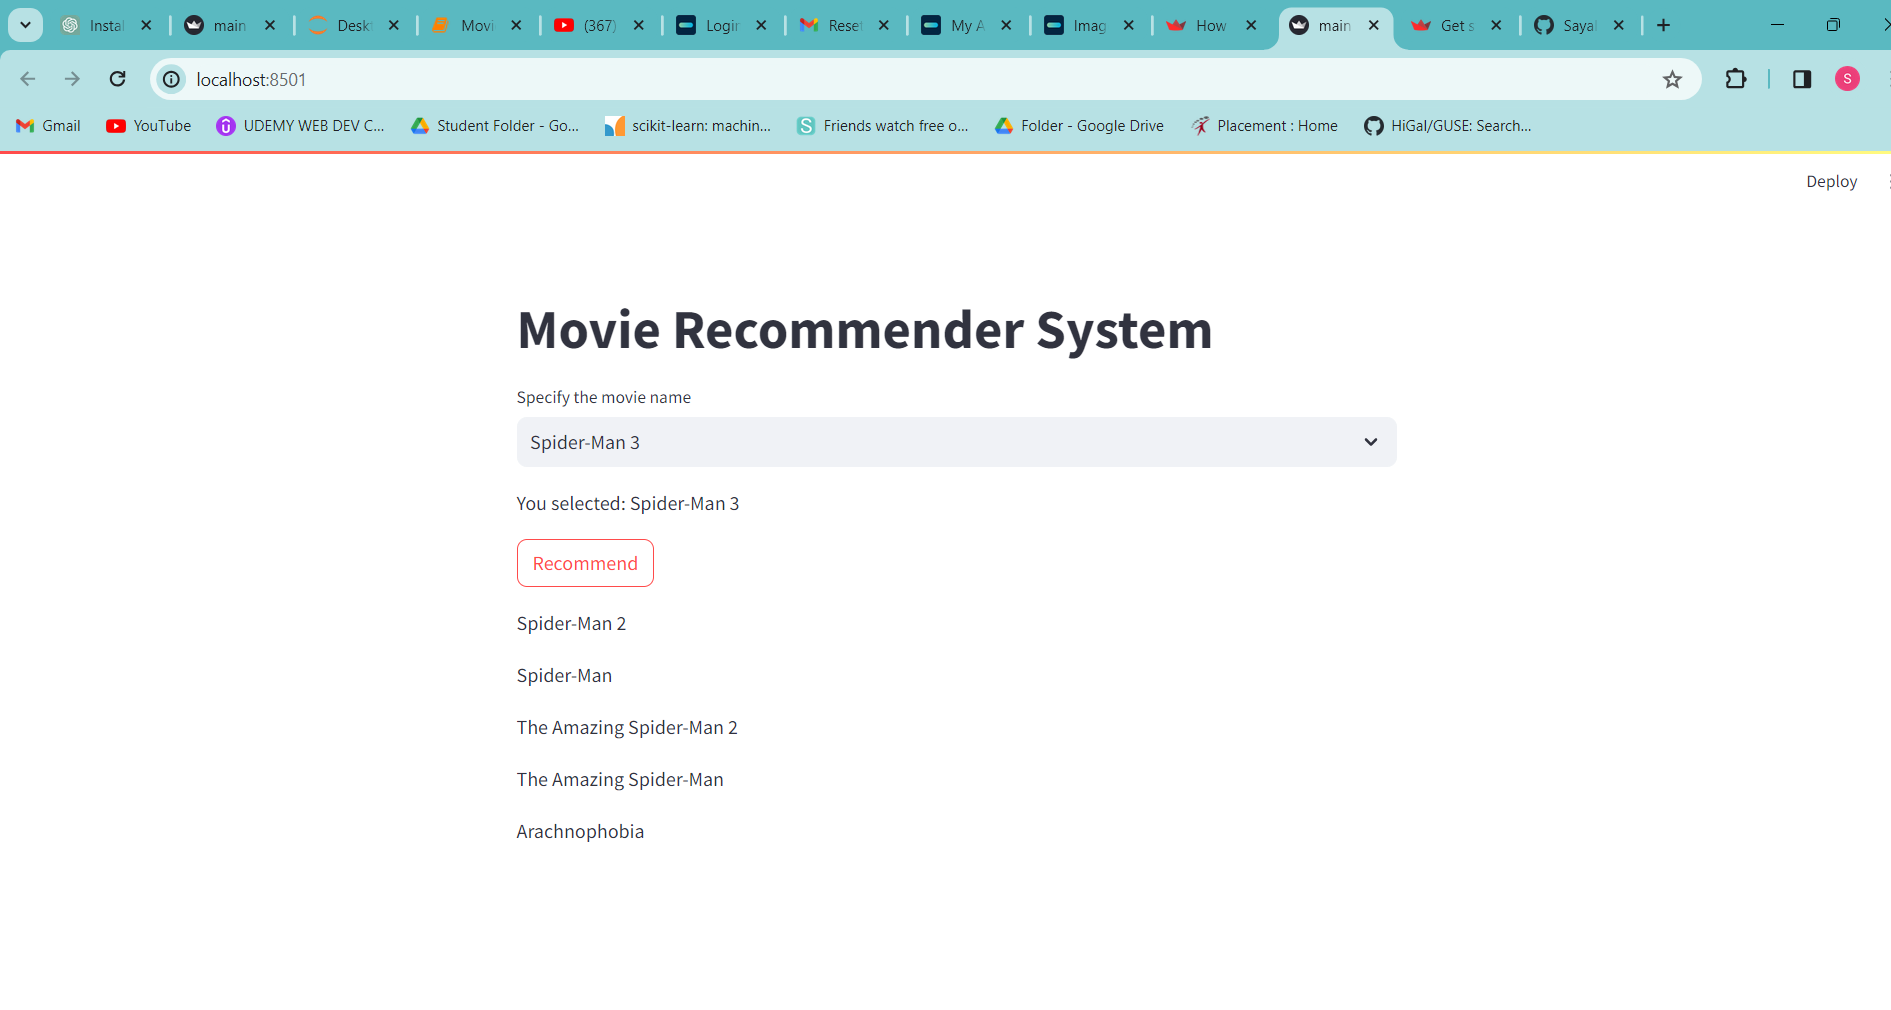 Instal main Desk Movi (367) Login Reset My A Imag How main Get s Sayal
localhost:8501 S
Gmail YouTube UDEMY WEB DEV C... Student Folder - Go... scikit-learn: machin... Friends watch free o... Folder - Google Drive Placement : Home HiGal/GUSE: Search...
Deploy
Movie Recommender System
Specify the movie name
Spider-Man 3
You selected: Spider-Man 3
Recommend
Spider-Man 2
Spider-Man
The Amazing Spider-Man 2
The Amazing Spider-Man
Arachnophobia